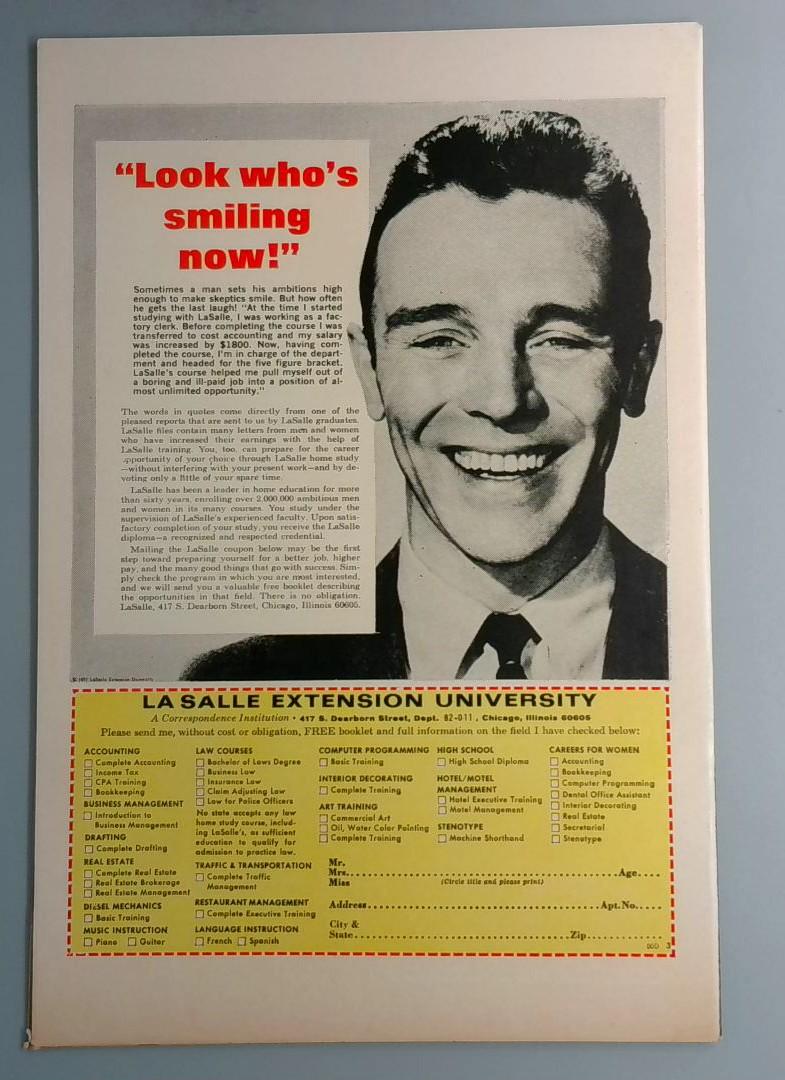 “Look who’s
smiling
now!”
Sometimes a man sets his ambitions high
enough to make skeptics smile. But how often
he gets the last laugh! "At the time I started
studying with LaSalle, I was working as a fac-
tory clerk. Before completing the course I was
transferred to cost accounting and my salary
was increased by $1800. Now, having com-
pleted the course, I'm in charge of the depart-
ment and headed for the five figure bracket.
LaSalle's course helped me pull myself out of
a boring and ill-paid job into a position of al-
most unlimited opportunity."
The words in quotes come directly from one of the
pleased reports that are sent to us by LaSalle graduates.
LaSalle files contain many letters from men and women
who have increased their earnings with the help of
LaSalle training. You, too, can prepare for the career
opportunity of your choice through LaSalle home study
—without interfering with your present work—and by de-
voting only a little of your spare time.
LaSalle has been a leader in home education for more
than sixty years, enrolling over 2,000,000 ambitious men
and women in its many courses. You study under the
supervision of LaSalle's experienced faculty. Upon satis-
factory completion of your study, you receive the LaSalle
diploma—a recognized and respected credential.
Mailing the LaSalle coupon below may be the first
step toward preparing yourself for a better job, higher
pay, and the many good things that go with success. Sim-
ply check the program in which you are most interested,
and we will send you a valuable free booklet describing
the opportunities in that field. There is no obligation.
LaSalle, 417 S. Dearborn Street, Chicago, Illinois 60605.
LaSalle Extension University
LA SALLE EXTENSION UNIVERSITY
A Correspondence Institution • 417 S. Dearborn Street, Dept. 82-011, Chicago, Illinois 60605
Please send me, without cost or obligation, FREE booklet and full information on the field I have checked below:
ACCOUNTING
Complete Accounting
Income Tax
CPA Training
Bookkeeping
BUSINESS MANAGEMENT
Introduction to
Business Management
DRAFTING
Complete Drafting
REAL ESTATE
Complete Real Estate
Real Estate Brokerage
Real Estate Management
DIESEL MECHANICS
Basic Training
MUSIC INSTRUCTION
Piano Guitar
LAW COURSES
Bachelor of Laws Degree
Business Law
Insurance Law
Claim Adjusting Law
Law for Police Officers
No state accepts any law
home study course, includ-
ing LaSalle's, as sufficient
education to qualify for
admission to practice law.
TRAFFIC & TRANSPORTATION
Complete Traffic
Management
RESTAURANT MANAGEMENT
Complete Executive Training
LANGUAGE INSTRUCTION
French Spanish
COMPUTER PROGRAMMING
Basic Training
INTERIOR DECORATING
Complete Training
ART TRAINING
Commercial Art
Oil, Water Color Painting
Complete Training
HIGH SCHOOL
High School Diploma
HOTEL/MOTEL
MANAGEMENT
Hotel Executive Training
Motel Management
STENOTYPE
Machine Shorthand
CAREERS FOR WOMEN
Accounting
Bookkeeping
Computer Programming
Dental Office Assistant
Interior Decorating
Real Estate
Secretarial
Stenotype
Mr.
Mrs. Age
Miss (Circle title and please print)
Address Apt. No.
City &
State Zip
3